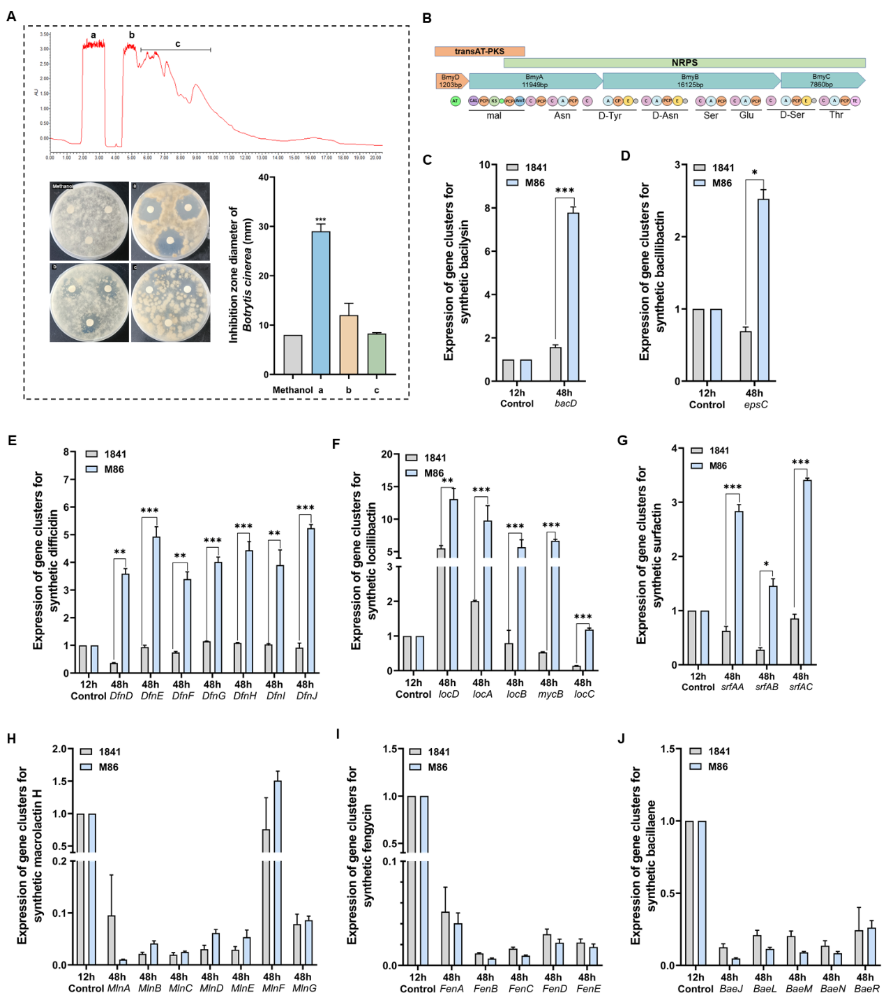 A
a
b
c
3.50
3.00
2.50
2.00
1.50
1.00
0.50
0.00
AU
0.00 1.00 2.00 3.00 4.00 5.00 6.00 7.00 8.00 9.00 10.00 11.00 12.00 13.00 14.00 15.00 16.00 17.00 18.00 19.00 20.00
Methanol
a
b
c
Inhibition zone diameter of
Botrytis cinerea (mm)
40
30
20
10
0
***
Methanol a b c
B
transAT-PKS
NRPS
BmyD
1203bp
BmyA
11949bp
BmyB
16125bp
BmyC
7860bp
AT CAL PCP KS PCP AmT C PCP C A PCP C A CP E C A PCP E C A PCP C A PCP C A PCP E C A PCP TE
mal Asn D-Tyr D-Asn Ser Glu D-Ser Thr
C
Expression of gene clusters for
synthetic bacilysin
1841
M86
10
8
6
4
2
0
***
12h 48h
Control bacD
D
Expression of gene clusters for
synthetic bacillibactin
1841
M86
3
2
1
0
*
12h 48h
Control epsC
E
Expression of gene clusters for
synthetic difficidin
1841
M86
8
7
6
5
4
3
2
1
0
** *** ** *** *** ** ***
12h 48h 48h 48h 48h 48h 48h 48h
Control DfnD DfnE DfnF DfnG DfnH DfnI DfnJ
F
Expression of gene clusters for
synthetic locillibactin
1841
M86
20
15
10
5
3
2
1
0
** *** *** *** ***
12h 48h 48h 48h 48h 48h
Control locD locA locB mycB locC
G
Expression of gene clusters for
synthetic surfactin
1841
M86
4
3
2
1
0
*** * ***
12h 48h 48h 48h
Control srfAA srfAB srfAC
H
Expression of gene clusters for
synthetic macrolactin H
1841
M86
2.0
1.5
1.0
0.5
0.2
0.1
0.0
12h 48h 48h 48h 48h 48h 48h 48h
Control MlnA MlnB MlnC MlnD MlnE MlnF MlnG
I
Expression of gene clusters for
synthetic fengycin
1841
M86
1.5
1.0
0.5
0.1
0.0
12h 48h 48h 48h 48h 48h
Control FenA FenB FenC FenD FenE
J
Expression of gene clusters for
synthetic bacillaene
1841
M86
1.5
1.0
0.5
0.0
12h 48h 48h 48h 48h 48h
Control BaeJ BaeL BaeM BaeN BaeR